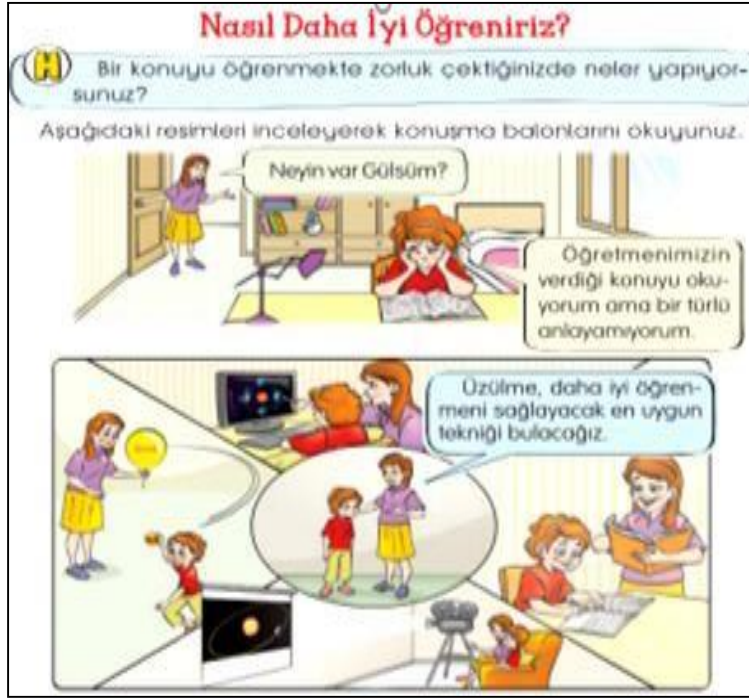 Nasıl Daha İyi Öğreniriz?
H Bir konuyu öğrenmekte zorluk çektiğinizde neler yapıyor-
sunuz?
Aşağıdaki resimleri inceleyerek konuşma balonlarını okuyunuz.
Neyin var Gülsüm?
Öğretmenimizin
verdiği konuyu oku-
yorum ama bir türlü
anlayamıyorum.
Üzülme, daha iyi öğren-
meni sağlayacak en uygun
tekniği bulacağız.